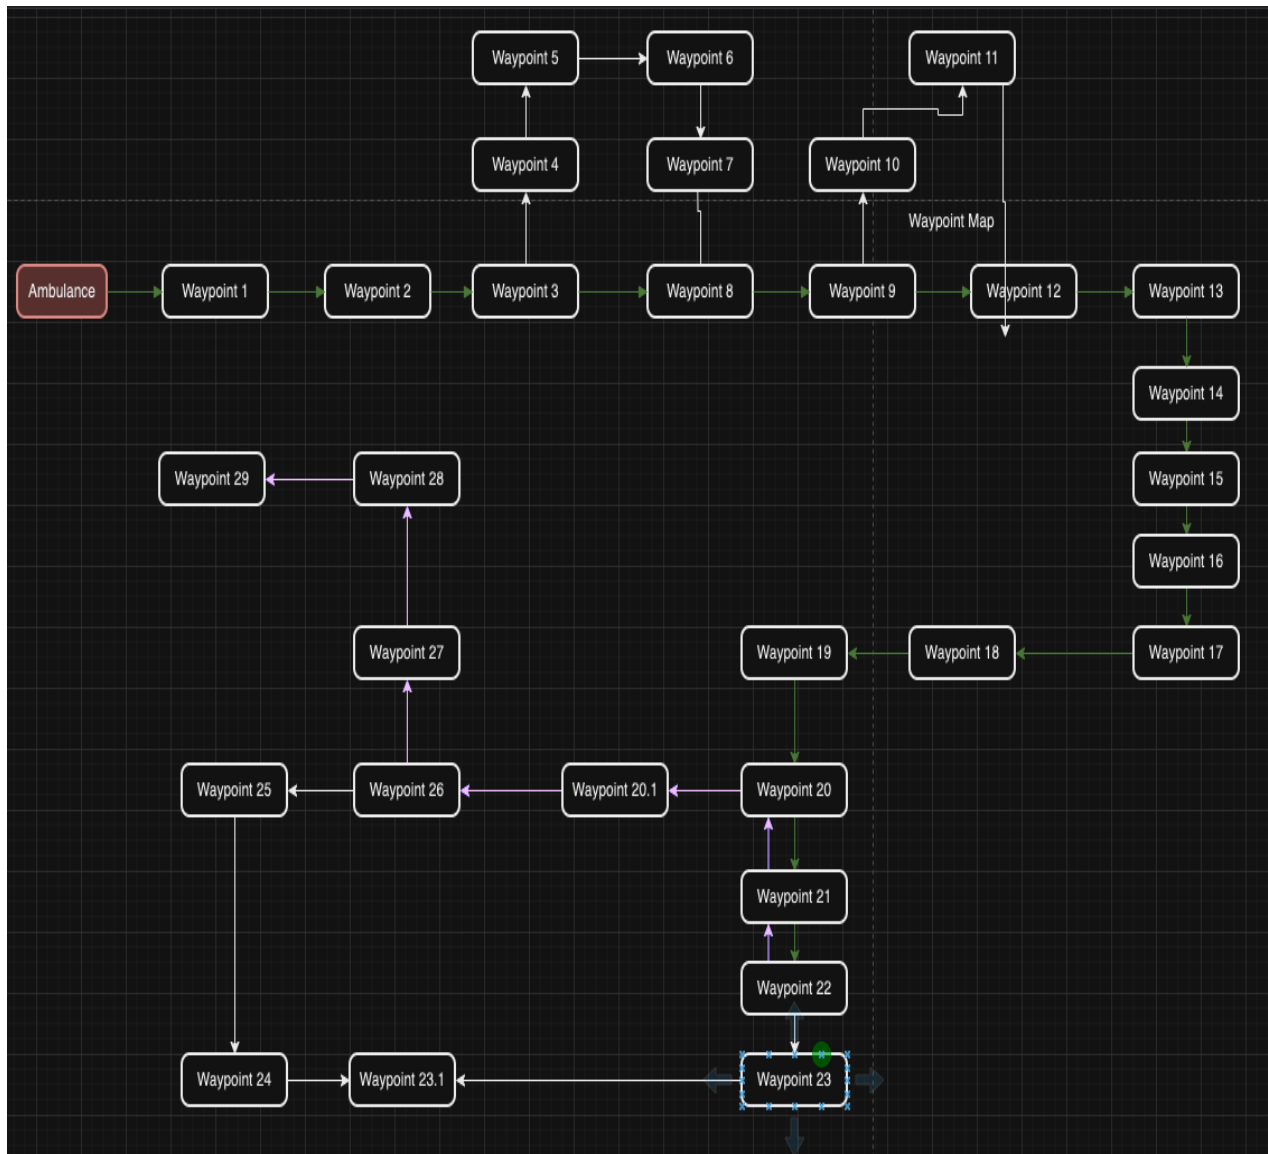 Waypoint 5
Waypoint 6
Waypoint 11
Waypoint 4
Waypoint 7
Waypoint 10
Waypoint Map
Ambulance
Waypoint 1
Waypoint 2
Waypoint 3
Waypoint 8
Waypoint 9
Waypoint 12
Waypoint 13
Waypoint 14
Waypoint 29
Waypoint 28
Waypoint 15
Waypoint 16
Waypoint 27
Waypoint 19
Waypoint 18
Waypoint 17
Waypoint 25
Waypoint 26
Waypoint 20.1
Waypoint 20
Waypoint 21
Waypoint 22
Waypoint 24
Waypoint 23.1
Waypoint 23